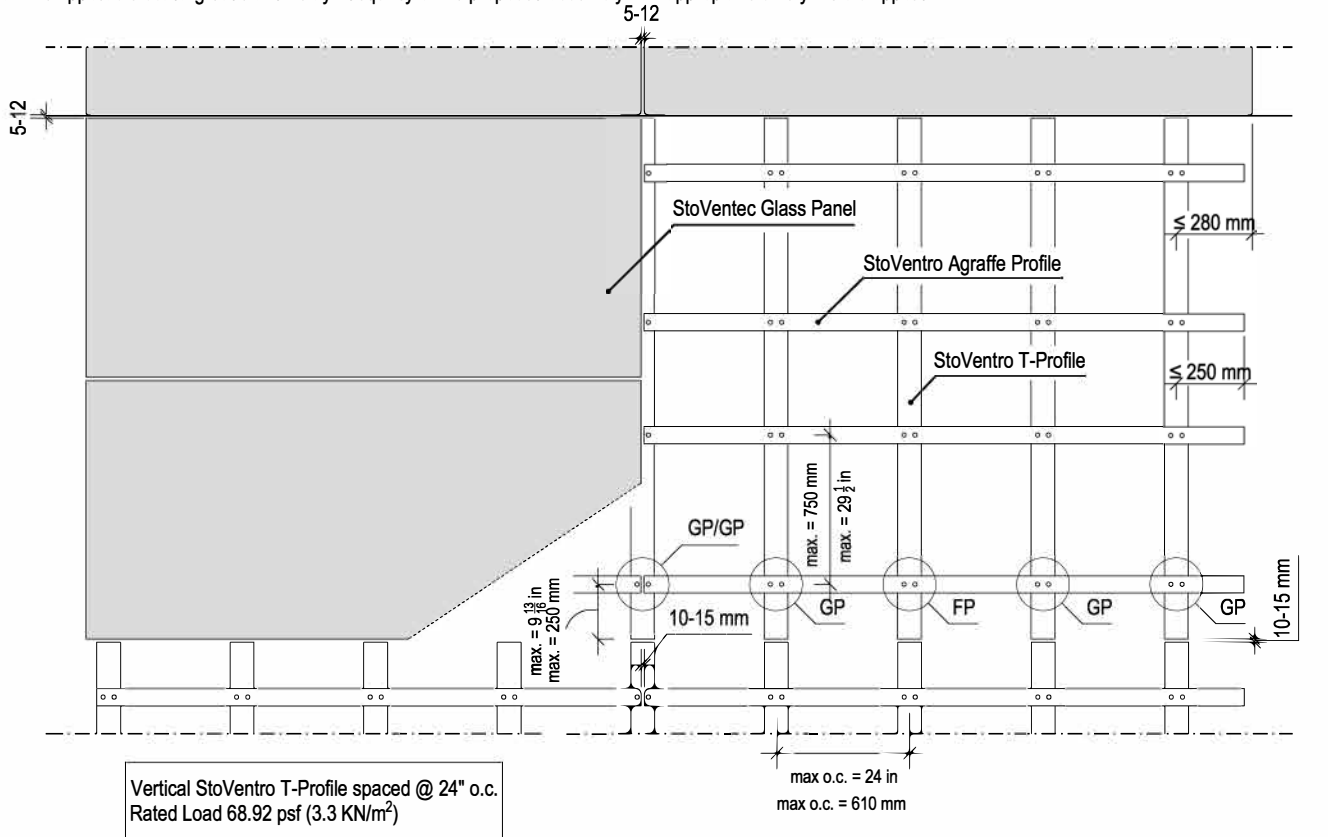 5-12
5-12
StoVentec Glass Panel
≤ 280 mm
StoVentro Agraffe Profile
StoVentro T-Profile
≤ 250 mm
max. = 750 mm
max. = 29 1/2 in
GP/GP
max. = 9 13/16 in
max. = 250 mm
10-15 mm
GP
FP
GP
GP
10-15 mm
max o.c. = 24 in
max o.c. = 610 mm
Vertical StoVentro T-Profile spaced @ 24" o.c.
Rated Load 68.92 psf (3.3 KN/m²)